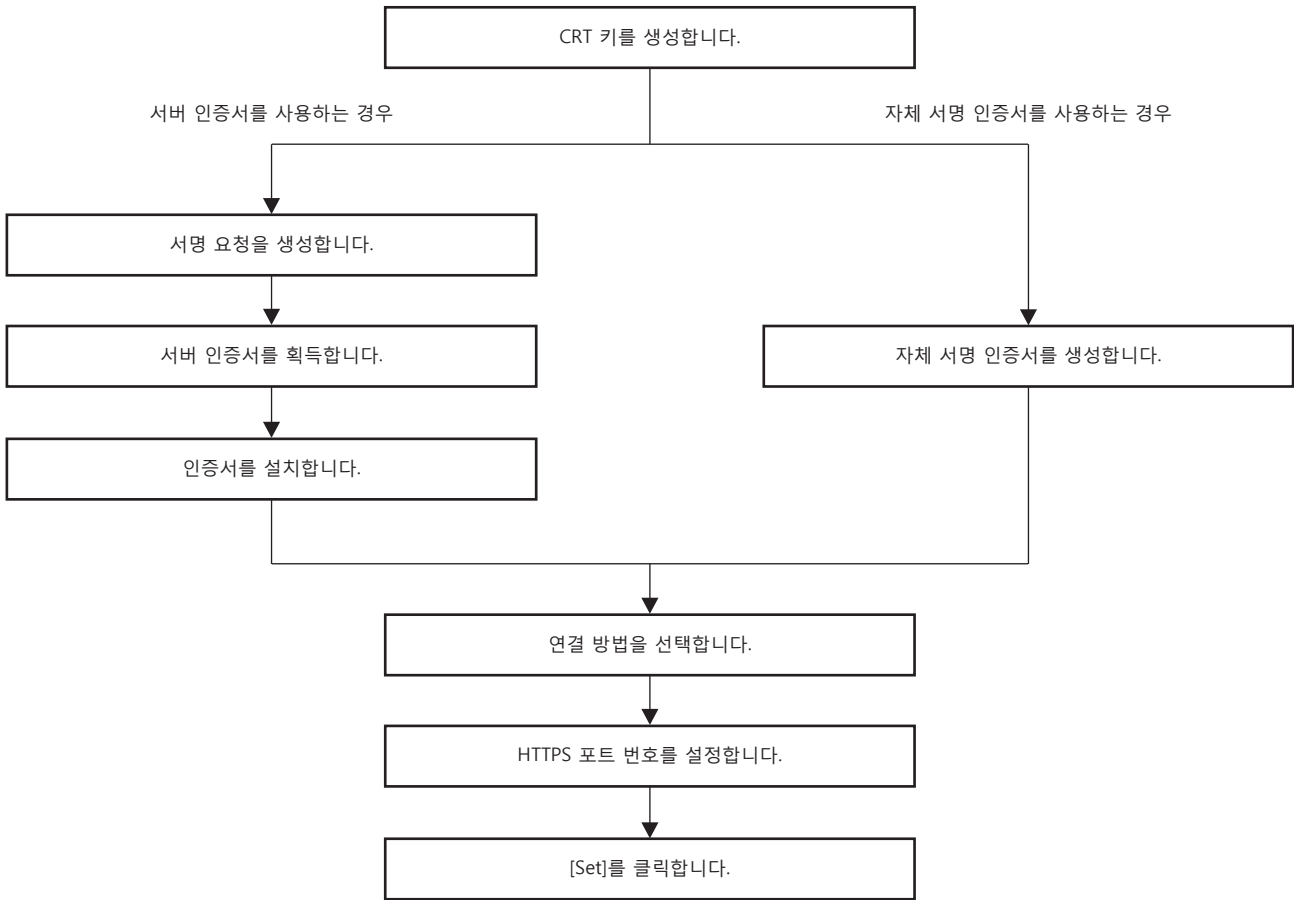 CRT 키를 생성합니다.
서버 인증서를 사용하는 경우
자체 서명 인증서를 사용하는 경우
서명 요청을 생성합니다.
서버 인증서를 획득합니다.
자체 서명 인증서를 생성합니다.
인증서를 설치합니다.
연결 방법을 선택합니다.
HTTPS 포트 번호를 설정합니다.
[Set]를 클릭합니다.